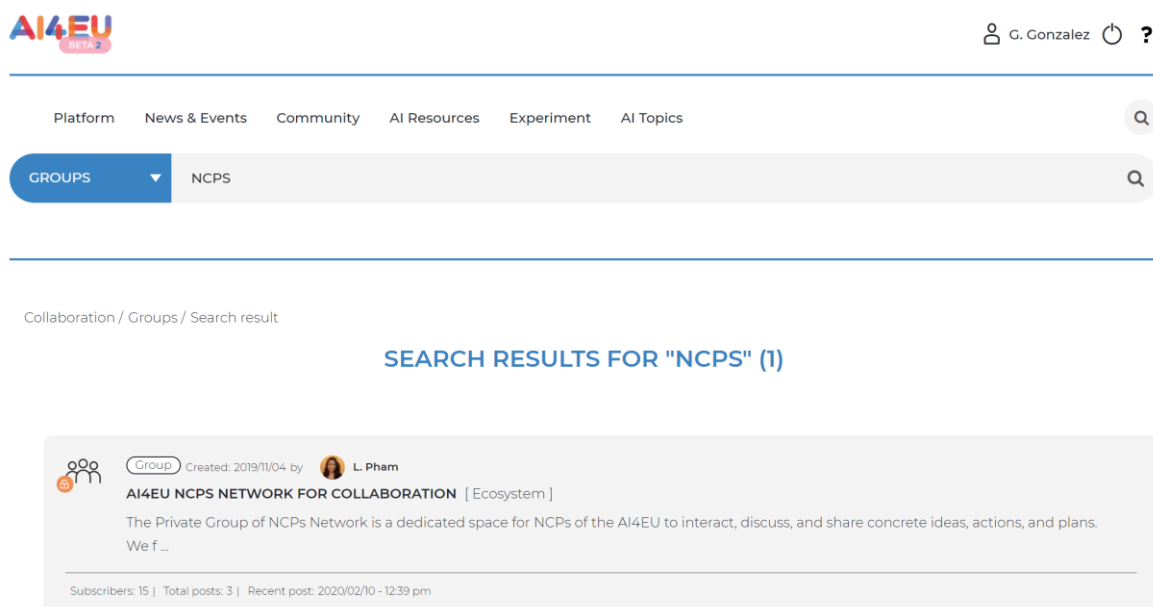 AI4EU
BETA 2
G. Gonzalez
?
Platform News & Events Community AI Resources Experiment AI Topics
GROUPS NCPS
Collaboration / Groups / Search result
SEARCH RESULTS FOR "NCPS" (1)
Group Created: 2019/11/04 by L. Pham
AI4EU NCPS NETWORK FOR COLLABORATION [ Ecosystem ]
The Private Group of NCPs Network is a dedicated space for NCPs of the AI4EU to interact, discuss, and share concrete ideas, actions, and plans.
We f ...
Subscribers: 15 | Total posts: 3 | Recent post: 2020/02/10 - 12:39 pm